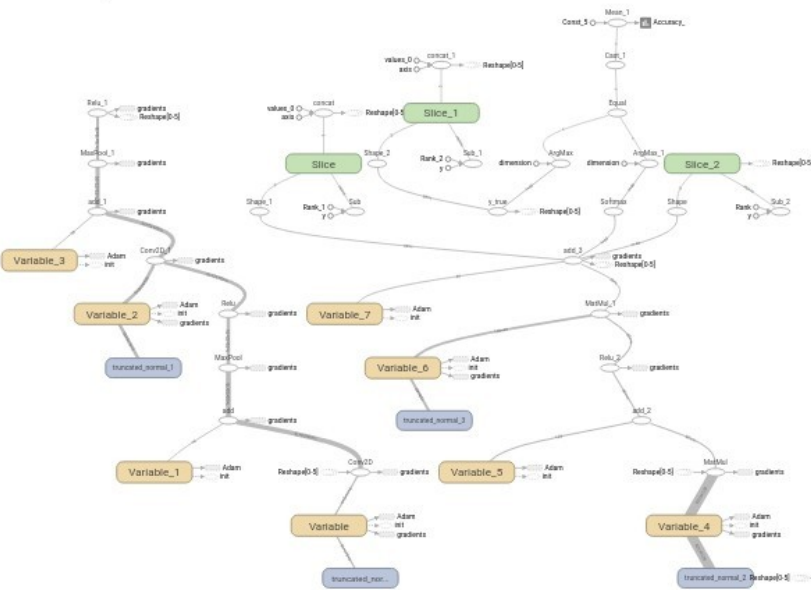 Mean_1
Const_5 Accuracy_
concat_1
values_0
axis
Reshape[0-5]
Cast_1
Relu_1
gradients
Reshape[0-5]
values_0
axis
concat
Reshape[0-5]
Slice_1
Equal
MaxPool_1
gradients
Slice
Shape_2
Rank_2
y
Sub_1
dimension
ArgMax
dimension
ArgMax_1
Slice_2
Reshape[0-5
add_1
gradients
Shape_1
Rank_1
y
Sub
y_true
Reshape[0-5]
Softmax
Shape
Rank
y
Sub_2
Variable_3
Adam
init
Conv2D_1
gradients
add_3
gradients
Reshape[0-5]
Variable_2
Adam
init
gradients
Relu
gradients
Variable_7
Adam
init
MatMul_1
gradients
truncated_normal_1
MaxPool
gradients
Variable_6
Adam
init
gradients
Relu_2
gradients
add
gradients
truncated_normal_3
add_2
Variable_1
Adam
init
Reshape[0-5]
Conv2D
gradients
Variable_5
Adam
init
Reshape[0-5]
MatMul
gradients
Variable
Adam
init
gradients
Variable_4
Adam
init
gradients
truncated_nor...
truncated_normal_2
Reshape[0-5]